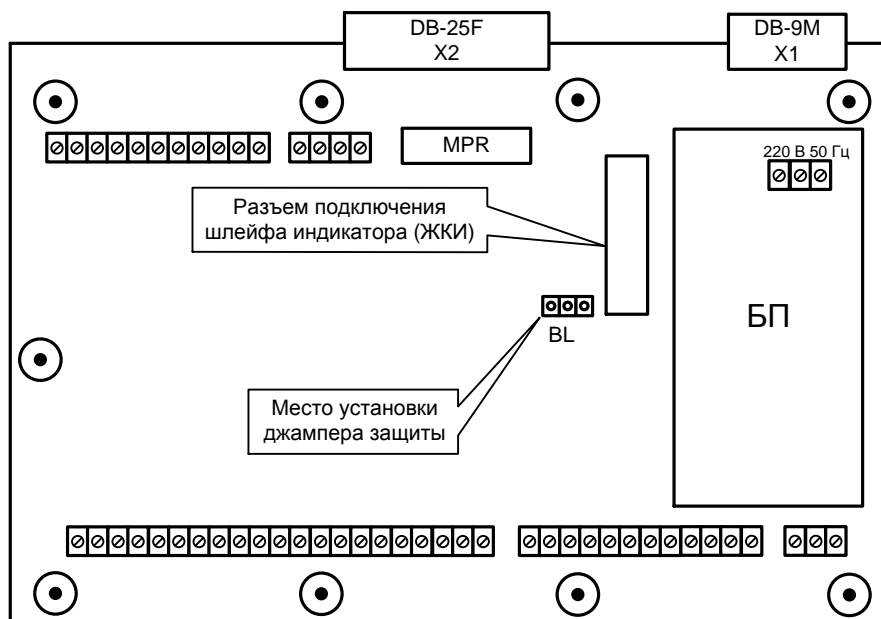 DB-25F
X2
DB-9M
X1
MPR
220 В 50 Гц
Разъем подключения
шлейфа индикатора (ЖКИ)
БП
BL
Место установки
джампера защиты